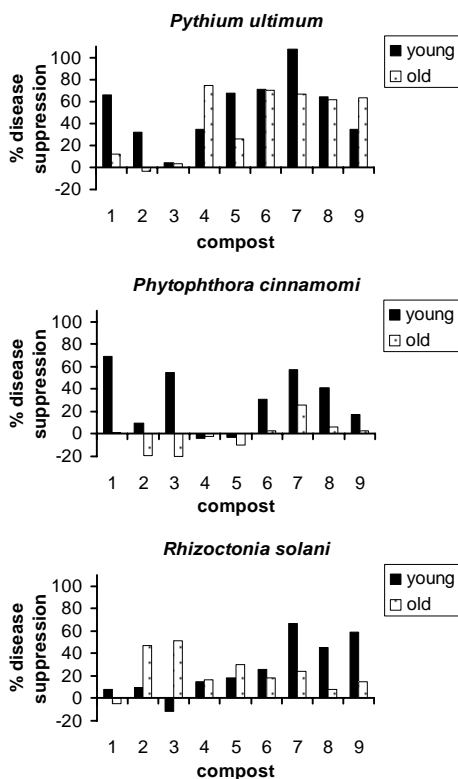 Pythium ultimum
young
old
% disease
suppression
100
80
60
40
20
0
-20
1 2 3 4 5 6 7 8 9
compost
Phytophthora cinnamomi
young
old
% disease
suppression
100
80
60
40
20
0
-20
1 2 3 4 5 6 7 8 9
compost
Rhizoctonia solani
young
old
% disease
suppression
100
80
60
40
20
0
-20
1 2 3 4 5 6 7 8 9
compost